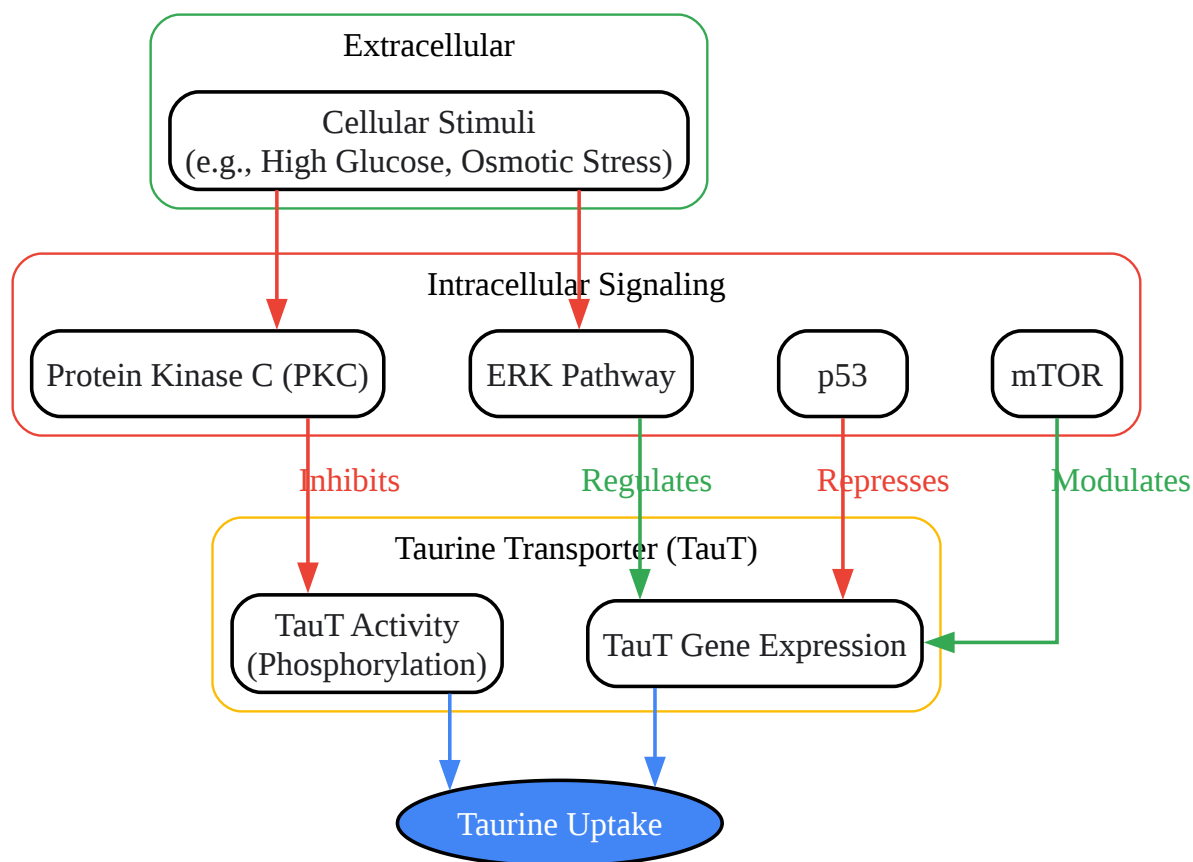 Extracellular
Cellular Stimuli
(e.g., High Glucose, Osmotic Stress)
Intracellular Signaling
Protein Kinase C (PKC)
ERK Pathway
p53
mTOR
Inhibits
Regulates
Represses
Modulates
Taurine Transporter (TauT)
TauT Activity
(Phosphorylation)
TauT Gene Expression
Taurine Uptake